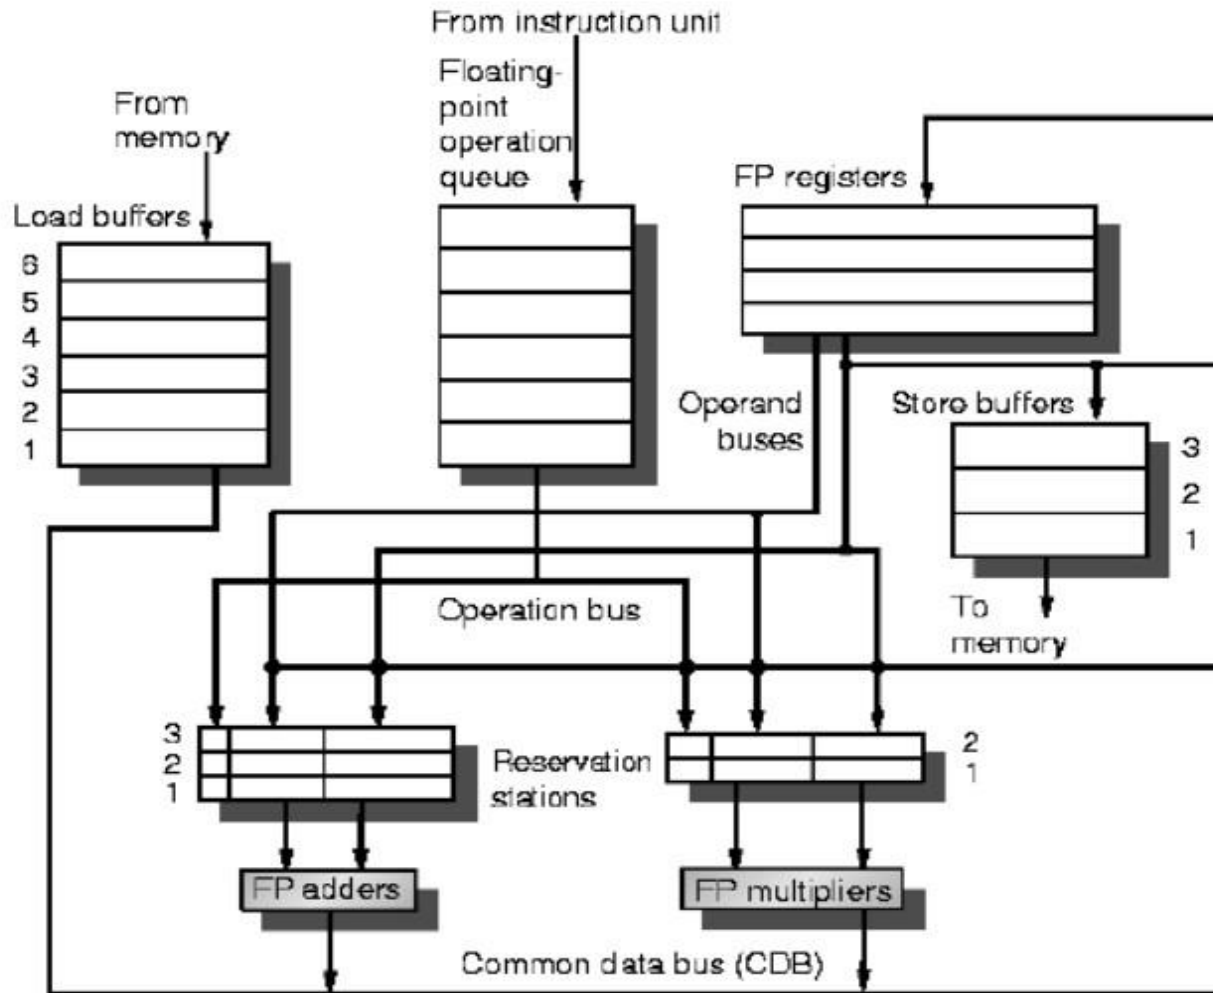 From instruction unit
Floating-
point
operation
queue
From
memory
FP registers
Load buffers
6
5
4
3
2
1
Operand
buses
Store buffers
3
2
1
Operation bus
To
memory
3
2
1
Reservation
stations
2
1
FP adders
FP multipliers
Common data bus (CDB)